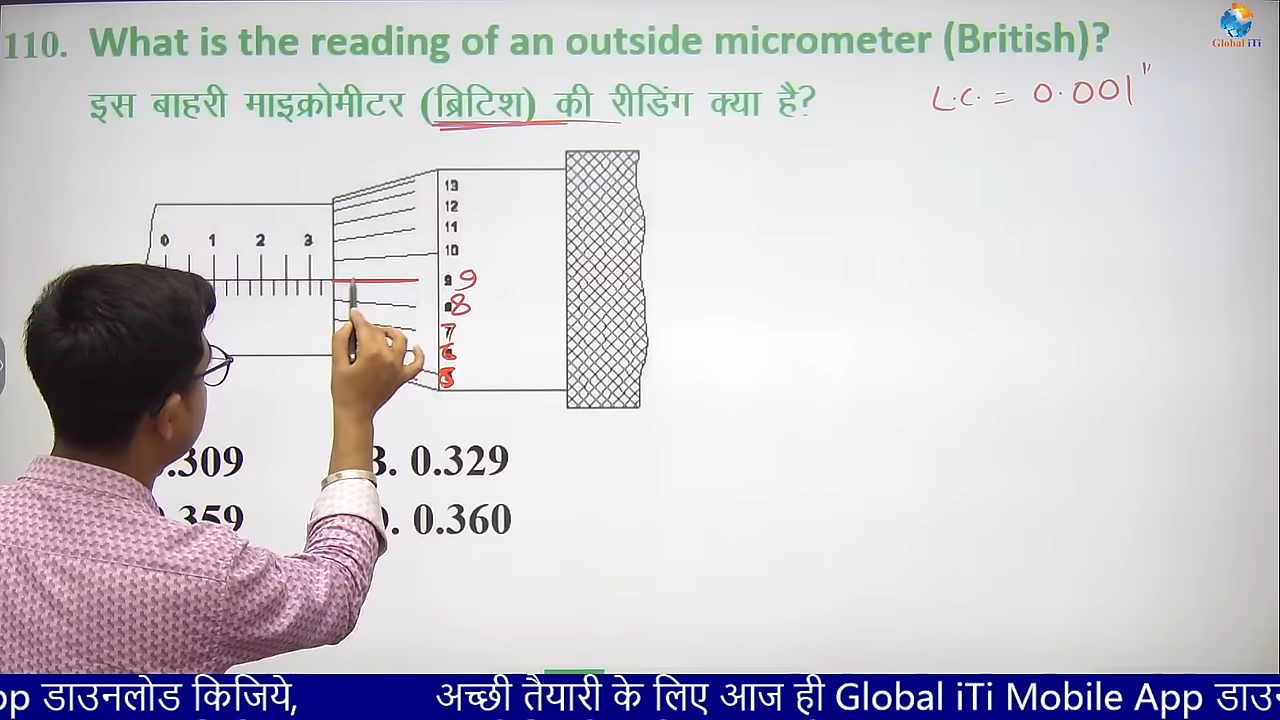 110. What is the reading of an outside micrometer (British)?
Global iTi
इस बाहरी माइक्रोमीटर (ब्रिटिश) की रीडिंग क्या है?
L.C. = 0.001"
13
12
11
10
0 1 2 3
9 9
8
7
6
5
.309 B. 0.329
.359 0.360
डाउनलोड किजिये, अच्छी तैयारी के लिए आज ही Global iTi Mobile App